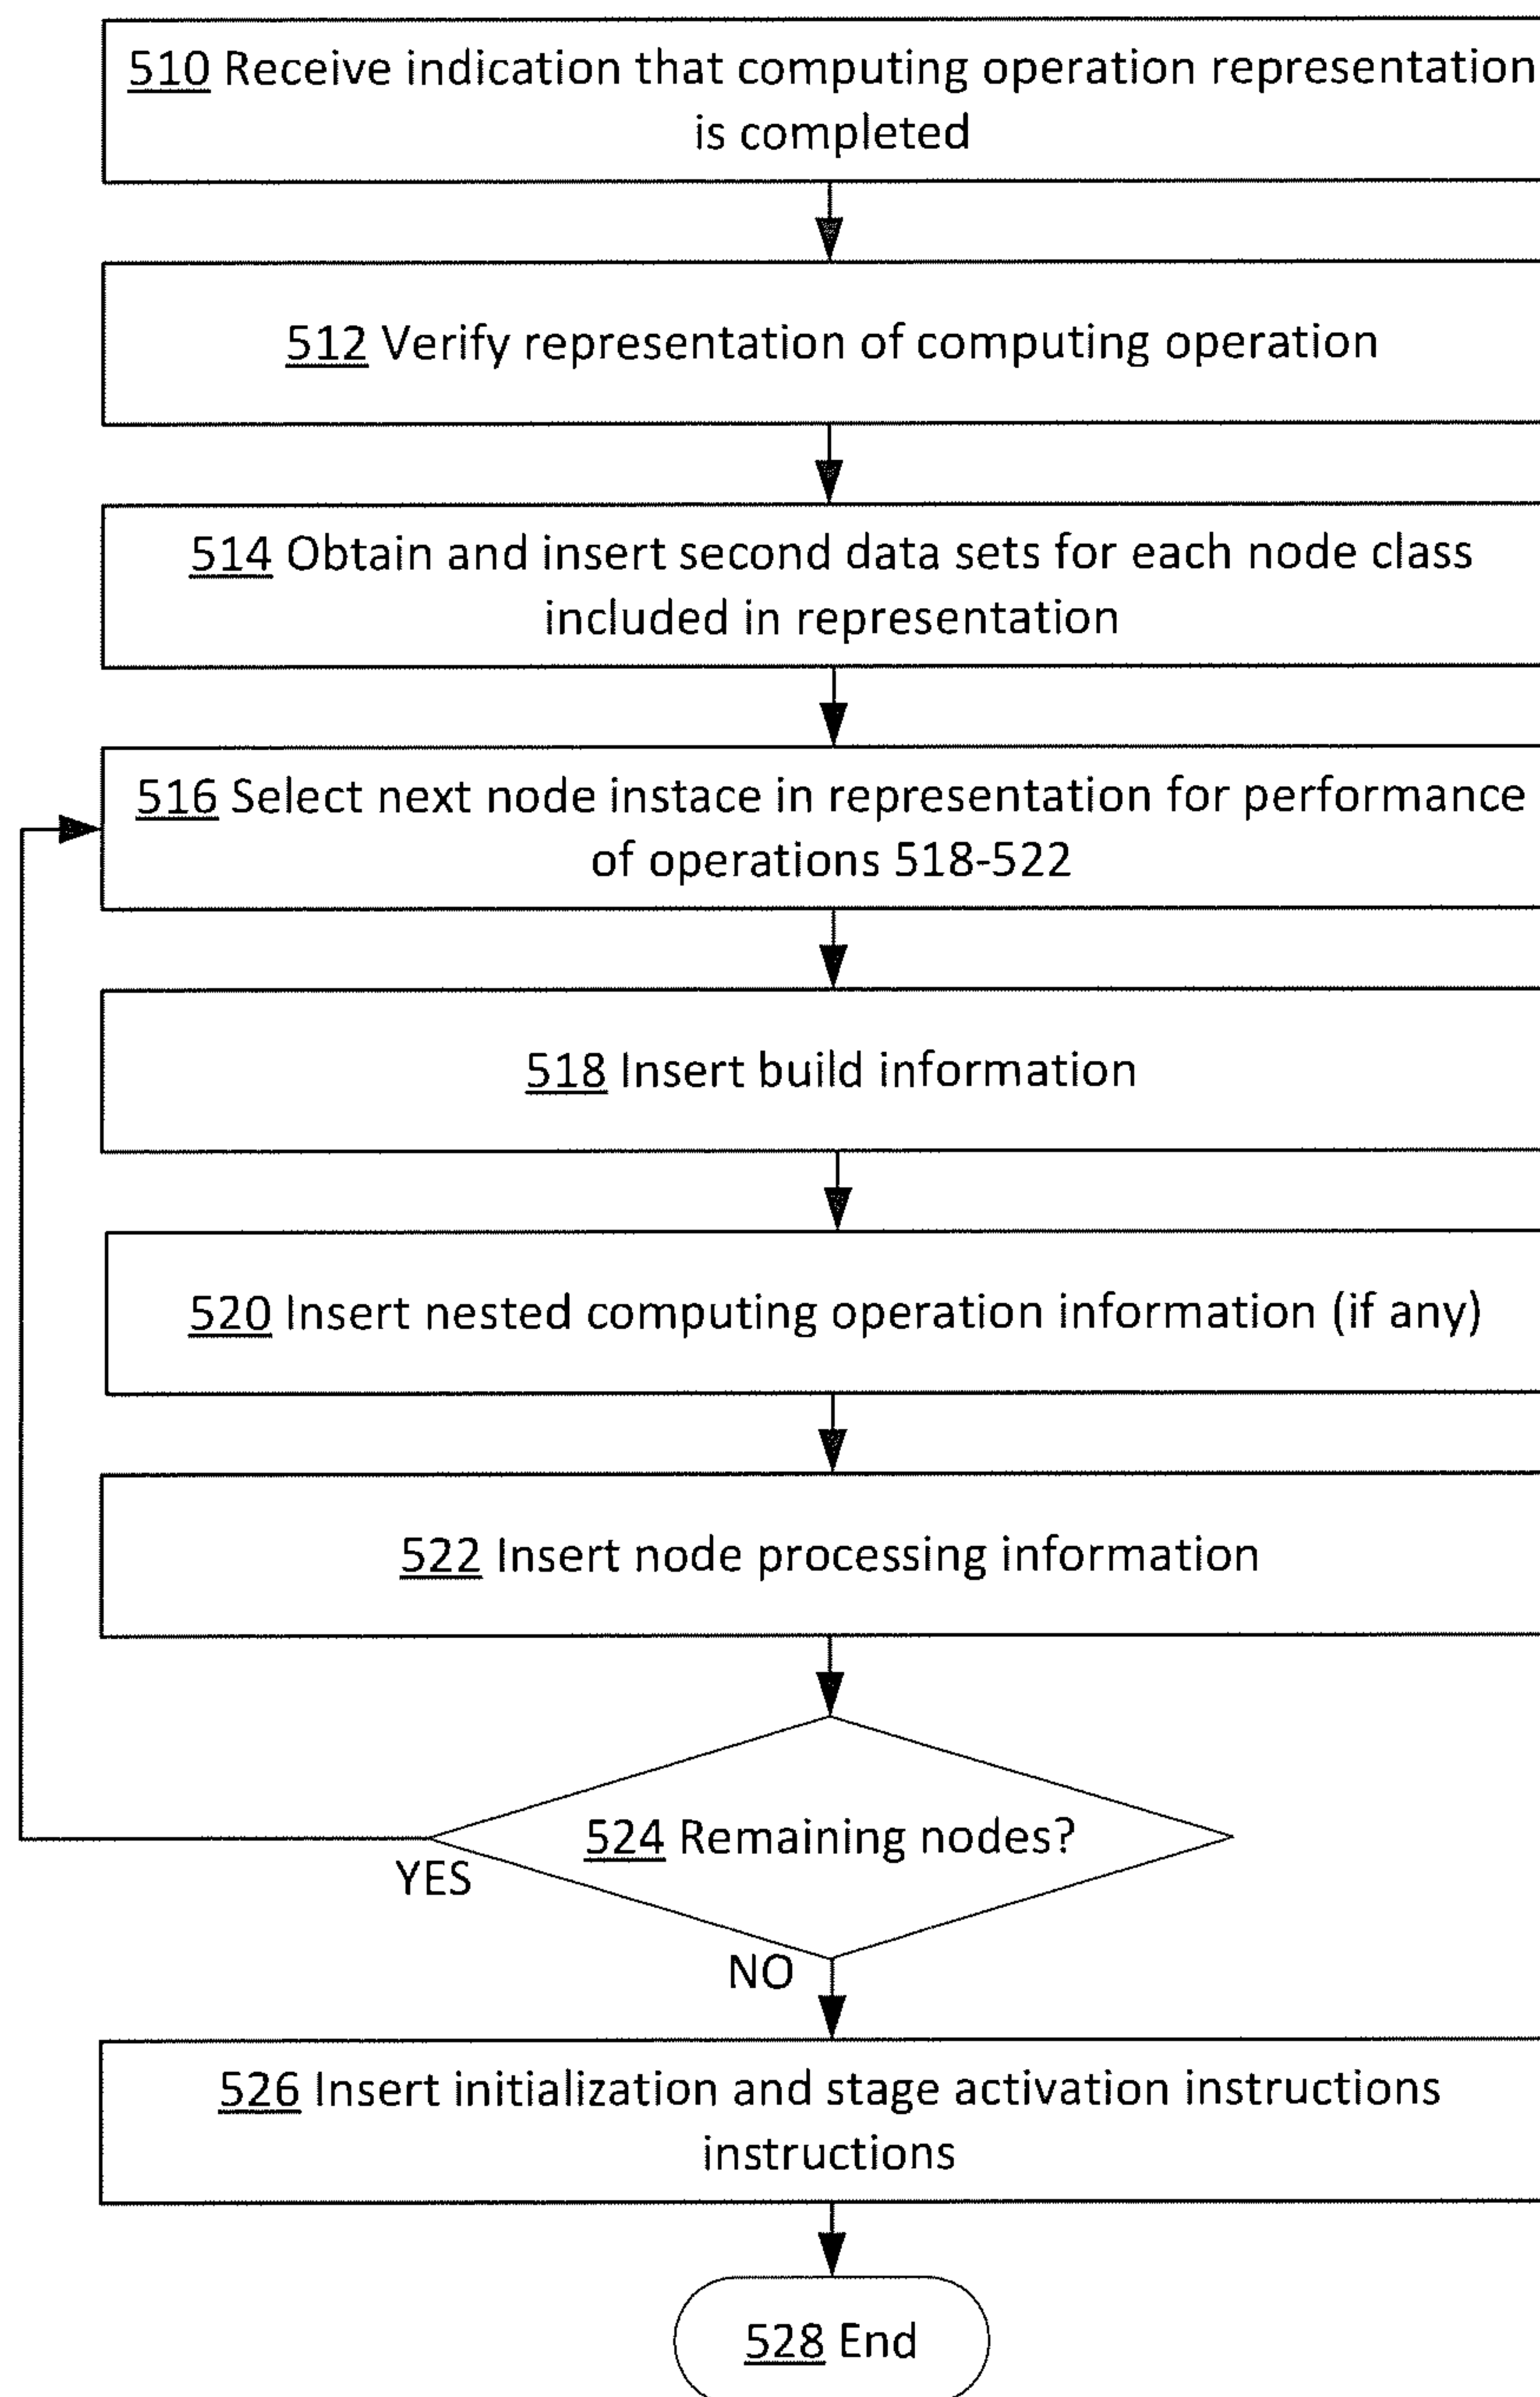 510 Receive indication that computing operation representation
is completed
512 Verify representation of computing operation
514 Obtain and insert second data sets for each node class
included in representation
516 Select next node instace in representation for performance
of operations 518-522
518 Insert build information
520 Insert nested computing operation information (if any)
522 Insert node processing information
524 Remaining nodes?
YES
NO
526 Insert initialization and stage activation instructions
instructions
528 End